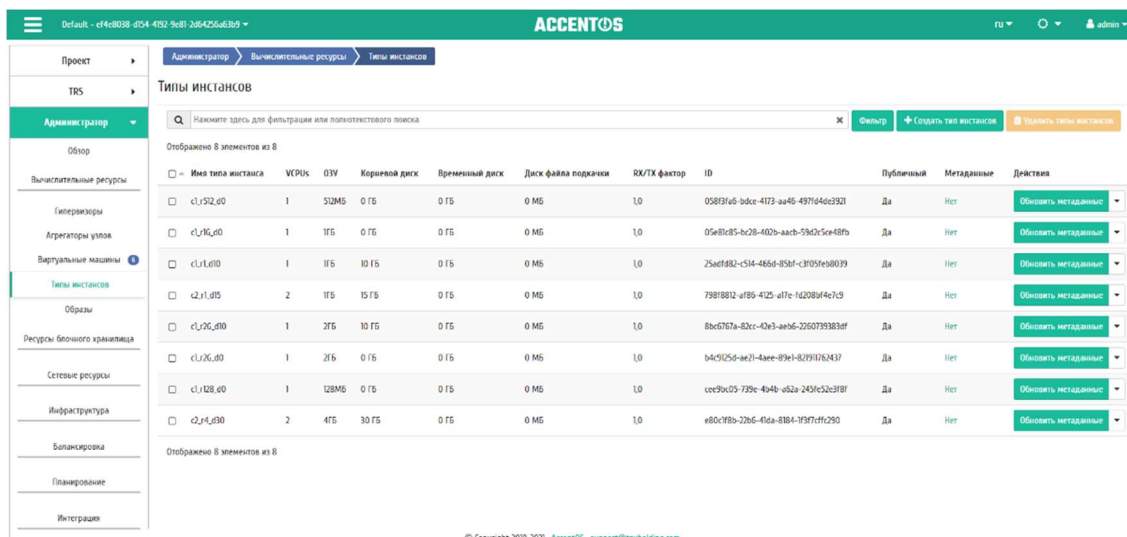 Default - ef4e8038-d154-4192-9e81-2d64256a63b9
ACCENTOS
ru
admin
Проект
TRS
Администратор
Обзор
Вычислительные ресурсы
Гипервизоры
Агрегаторы узлов
Виртуальные машины 6
Типы инстансов
Образы
Ресурсы блочного хранилища
Сетевые ресурсы
Инфраструктура
Балансировка
Планирование
Интеграция
Администратор Вычислительные ресурсы Типы инстансов
Типы инстансов
Нажмите здесь для фильтрации или полнотекстового поиска
Фильтр
Создать тип инстансов
Удалить типы инстансов
Отображено 8 элементов из 8
Имя типа инстанса VCPUs ОЗУ Корневой диск Временный диск Диск файла подкачки RX/TX фактор ID Публичный Метаданные Действия
c1_r512_d0 1 512МБ 0 ГБ 0 ГБ 0 МБ 1,0 058f3fa6-bdce-4173-aa46-497fd4de3921 Да Нет Обновить метаданные
c1_r1G_d0 1 1ГБ 0 ГБ 0 ГБ 0 МБ 1,0 05e81c85-bc28-402b-aacb-59d2c5ce48fb Да Нет Обновить метаданные
c1_r1_d10 1 1ГБ 10 ГБ 0 ГБ 0 МБ 1,0 25adfd82-c514-466d-85bf-c3f05feb8039 Да Нет Обновить метаданные
c2_r1_d15 2 1ГБ 15 ГБ 0 ГБ 0 МБ 1,0 798f8812-af86-4125-a17e-fd208bf4e7c9 Да Нет Обновить метаданные
c1_r2G_d10 1 2ГБ 10 ГБ 0 ГБ 0 МБ 1,0 8bc6767a-82cc-42e3-aeb6-2260739383df Да Нет Обновить метаданные
c1_r2G_d0 1 2ГБ 0 ГБ 0 ГБ 0 МБ 1,0 b4c9125d-ae21-4aee-89e1-821911762437 Да Нет Обновить метаданные
c1_r128_d0 1 128МБ 0 ГБ 0 ГБ 0 МБ 1,0 cee9bc05-739e-4b4b-a62a-245fe52e3f8f Да Нет Обновить метаданные
c2_r4_d30 2 4ГБ 30 ГБ 0 ГБ 0 МБ 1,0 e80c1f8b-22b6-41da-8184-1f3f7cffc290 Да Нет Обновить метаданные
Отображено 8 элементов из 8